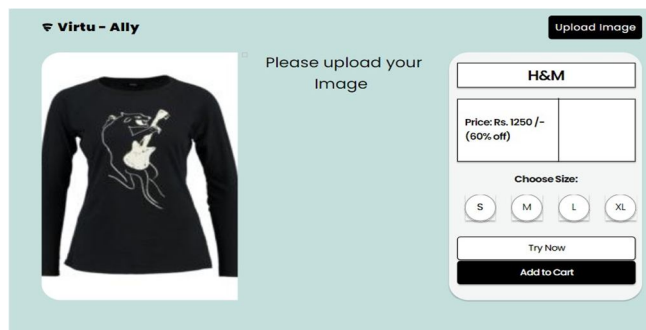 Virtu - Ally
Upload Image
Please upload your
Image
H&M
Price: Rs. 1250 /-
(60% off)
Choose Size:
S M L XL
Try Now
Add to Cart